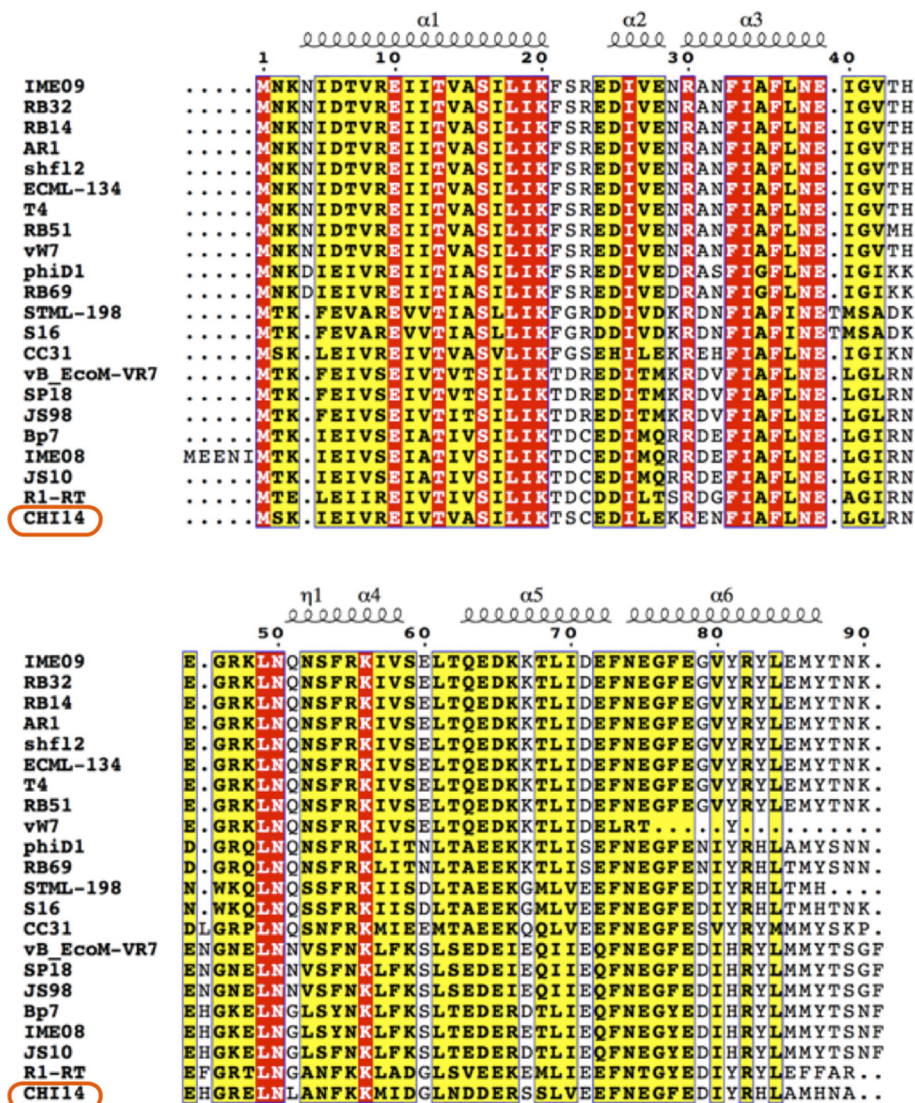 α1 α2 α3
1 10 20 30 40
IME09 .....MNKNIDTVREIITVASILIKFSREDIVENRANFIAFLNE.IGVTH
RB32 .....MNKNIDTVREIITVASILIKFSREDIVENRANFIAFLNE.IGVTH
RB14 .....MNKNIDTVREIITVASILIKFSREDIVENRANFIAFLNE.IGVTH
AR1 .....MNKNIDTVREIITVASILIKFSREDIVENRANFIAFLNE.IGVTH
shfl2 .....MNKNIDTVREIITVASILIKFSREDIVENRANFIAFLNE.IGVTH
ECML-134 .....MNKNIDTVREIITVASILIKFSREDIVENRANFIAFLNE.IGVTH
T4 .....MNKNIDTVREIITVASILIKFSREDIVENRANFIAFLNE.IGVTH
RB51 .....MNKNIDTVREIITVASILIKFSREDIVENRANFIAFLNE.IGVMH
vW7 .....MNKNIDTVREIITVASILIKFSREDIVENRANFIAFLNE.IGVTH
phiD1 .....MNKDIEIVREIITIASILIKFSREDIVEDRASFIGFLNE.IGIKK
RB69 .....MNKDIEIVREIITIASILIKFSREDIVEDRANFIGFLNE.IGIKK
STML-198 .....MTK.FEVAREVVTIASLLIKFGRDDIVDKRDNFIAFINETMSADK
S16 .....MTK.FEVAREVVTVASLLIKFGRDDIVDKRDNFIAFINETMSADK
CC31 .....MSK.LEIVREIVTVASVLIKFGSEHILEKREHFIAFLNE.IGIKN
vB_EcoM-VR7 .....MTK.FEIVSEIVTVTSILIKTDREDITMKRDVFIAFLNE.LGLRN
SP18 .....MTK.FEIVSEIVTVTSILIKTDREDITMKRDVFIAFLNE.LGLRN
JS98 .....MTK.FEIVSEIVTITSILIKTDREDITMKRDVFIAFLNE.LGLRN
Bp7 .....MTK.IEIVSEIATIVSILIKTDCEDIMQRRDEFIAFLNE.LGIRN
IME08 MEENIMTK.IEIVSEIATIVSILIKTDCEDIMQRRDEFIAFLNE.LGIRN
JS10 .....MTK.IEIVSEIATIVSILIKTDCEDIMQRRDEFIAFLNE.LGIRN
R1-RT .....MTE.LEIIREIVTIVSILIKTDCDDILTSRDGFIAFLNE.AGIRN
CHI14 .....MSK.IEIVREIVTVASILIKTSCEDILEKRENFIAFLNE.LGLRN
η1 α4 α5 α6
50 60 70 80 90
IME09 E.GRKLNQNSFRKIVSELTQEDKKTLIDEFNEGFEGVYRYLEMYTNK.
RB32 E.GRKLNQNSFRKIVSELTQEDKKTLIDEFNEGFEGVYRYLEMYTNK.
RB14 E.GRKLNQNSFRKIVSELTQEDKKTLIDEFNEGFEGVYRYLEMYTNK.
AR1 E.GRKLNQNSFRKIVSELTQEDKKTLIDEFNEGFEGVYRYLEMYTNK.
shfl2 E.GRKLNQNSFRKIVSELTQEDKKTLIDEFNEGFEGVYRYLEMYTNK.
ECML-134 E.GRKLNQNSFRKIVSELTQEDKKTLIDEFNEGFEGVYRYLEMYTNK.
T4 E.GRKLNQNSFRKIVSELTQEDKKTLIDEFNEGFEGVYRYLEMYTNK.
RB51 E.GRKLNQNSFRKIVSELTQEDKKTLIDEFNEGFEGVYRYLEMYTNK.
vW7 E.GRKLNQNSFRKIVSELTQEDKKTLIDELRT.....Y..........
phiD1 D.GRQLNQNSFRKLITNLTAEEKKTLISEFNEGFENIYRHLAMYSNN.
RB69 D.GRQLNQNSFRKLITNLTAEEKKTLISEFNEGFENIYRHLTMYSNN.
STML-198 N.WKQLNQSSFRKIISDLTAEEKGMLVEEFNEGFEDIYRHLTMH....
S16 N.WKQLNQSSFRKIISDLTAEEKGMLVEEFNEGFEDIYRHLTMHTNK.
CC31 DLGRPLNQNSFRKMIEEMTAEEKQQLVEEFNEGFESVYRYMMMYSKP.
vB_EcoM-VR7 ENGNELNNVSFNKLFKSLSEDEIEQIIEQFNEGFEDIHRYLMMYTSGF
SP18 ENGNELNNVSFNKLFKSLSEDEIEQIIEQFNEGFEDIHRYLMMYTSGF
JS98 ENGNELNNVSFNKLFKSLSEDEIEQIIEQFNEGFEDIHRYLMMYTSGF
Bp7 EHGKELNGLSYNKLFKSLTEDERDTLIEQFNEGFEDIHRYLMMYTSNF
IME08 EHGKELNGLSYNKLFKSLTEDERETLIEQFNEGYEDIHRYLMMYTSNF
JS10 EHGKELNGLSFNKLFKSLTEDERDTLIEQFNEGYEDIHRYLMMYTSNF
R1-RT EFGRTLNGANFKKLADGLSVEEKEMLIEEFNTGYEDIYRYLEFFAR..
CHI14 EHGRELNLANFKKMIDGLNDDERSSLVEEFNEGFEDIYRHLAMHNA..